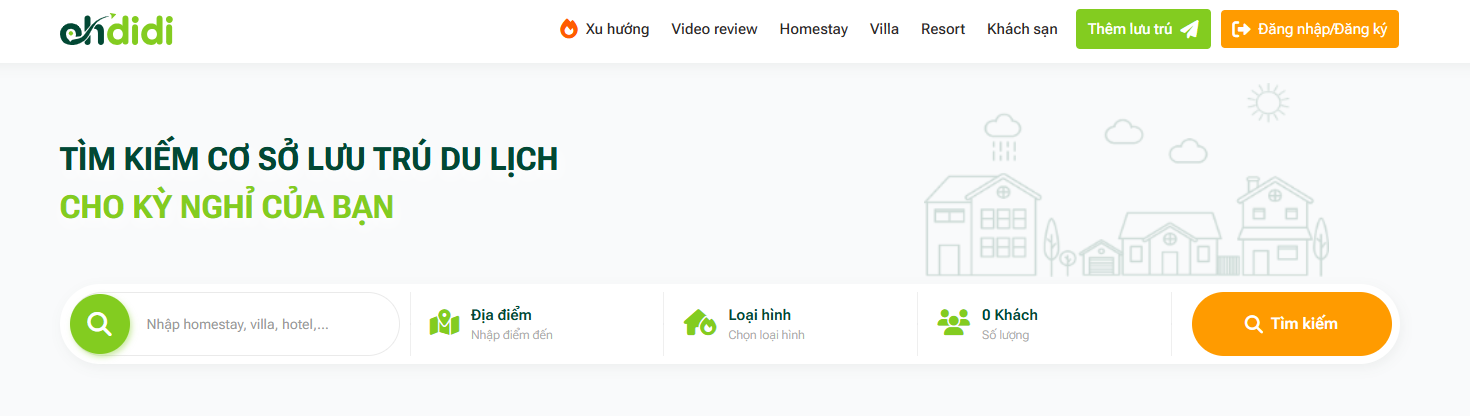 ohdidi
Xu hướng Video review Homestay Villa Resort Khách sạn Thêm lưu trú Đăng nhập/Đăng ký
TÌM KIẾM CƠ SỞ LƯU TRÚ DU LỊCH
CHO KỲ NGHỈ CỦA BẠN
Nhập homestay, villa, hotel,...
Địa điểm
Nhập điểm đến
Loại hình
Chọn loại hình
0 Khách
Số lượng
Tìm kiếm